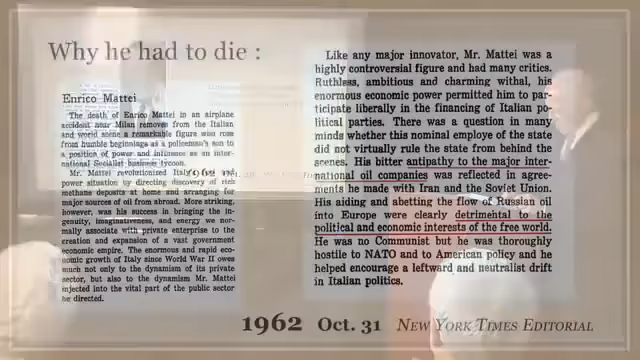 Why he had to die :
Enrico Mattei
The death of Enrico Mattei in an airplane
accident near Milan removes from the Italian
and world scene a remarkable figure who rose
from humble beginnings as a policeman's son to
a position of power and influence as an inter-
national Socialist business tycoon.
Mr. Mattei revolutionized Italy's
power situation by directing discovery of rich
methane deposits at home and arranging for
major sources of oil from abroad. More striking,
however, was his success in bringing the in-
genuity, imaginativeness, and energy we nor-
mally associate with private enterprise to the
creation and expansion of a vast government
economic empire. The enormous and rapid eco-
nomic growth of Italy since World War II owes
much not only to the dynamism of its private
sector, but also to the dynamism Mr. Mattei
injected into the vital part of the public sector
he directed.
Like any major innovator, Mr. Mattei was a
highly controversial figure and had many critics.
Ruthless, ambitious and charming withal, his
enormous economic power permitted him to par-
ticipate liberally in the financing of Italian po-
litical parties. There was a question in many
minds whether this nominal employe of the state
did not virtually rule the state from behind the
scenes. His bitter antipathy to the major inter-
national oil companies was reflected in agree-
ments he made with Iran and the Soviet Union.
His aiding and abetting the flow of Russian oil
into Europe were clearly detrimental to the
political and economic interests of the free world.
He was no Communist but he was thoroughly
hostile to NATO and to American policy and he
helped encourage a leftward and neutralist drift
in Italian politics.
1962 Oct. 31 New York Times Editorial